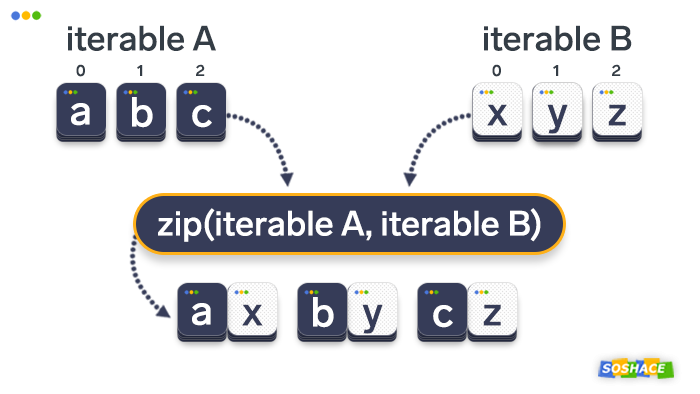 iterable A
iterable B
0 1 2
0 1 2
a b c
x y z
zip(iterable A, iterable B)
a x b y c z
SOSHACE